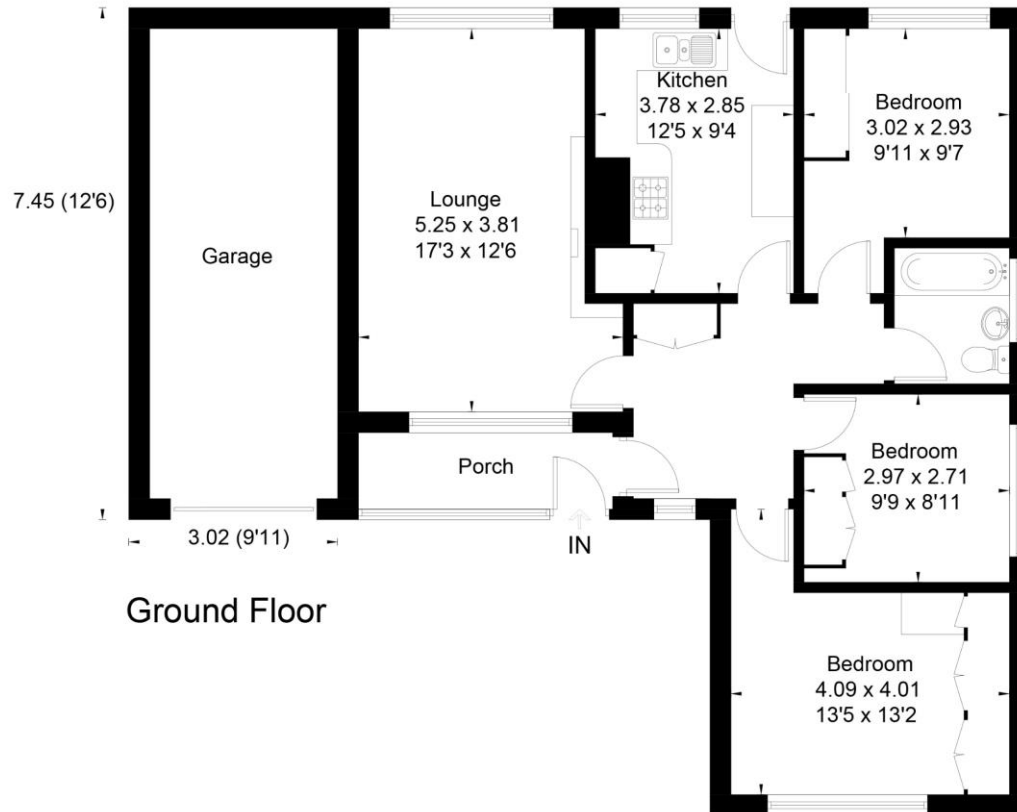 Kitchen
3.78 x 2.85
12'5 x 9'4
Bedroom
3.02 x 2.93
9'11 x 9'7
7.45 (12'6)
Lounge
5.25 x 3.81
17'3 x 12'6
Garage
Porch
Bedroom
2.97 x 2.71
9'9 x 8'11
3.02 (9'11)
IN
Ground Floor
Bedroom
4.09 x 4.01
13'5 x 13'2